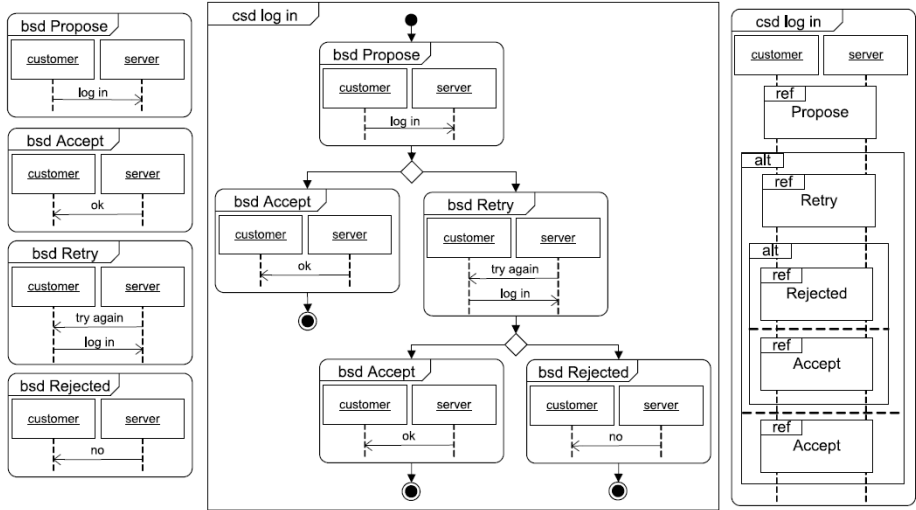 bsd Propose
customer
server
log in
bsd Accept
customer
server
ok
bsd Retry
customer
server
try again
log in
bsd Rejected
customer
server
no
csd log in
bsd Propose
customer
server
log in
bsd Accept
customer
server
ok
bsd Retry
customer
server
try again
log in
bsd Accept
customer
server
ok
bsd Rejected
customer
server
no
csd log in
customer
server
ref
Propose
alt
ref
Retry
alt
ref
Rejected
ref
Accept
ref
Accept